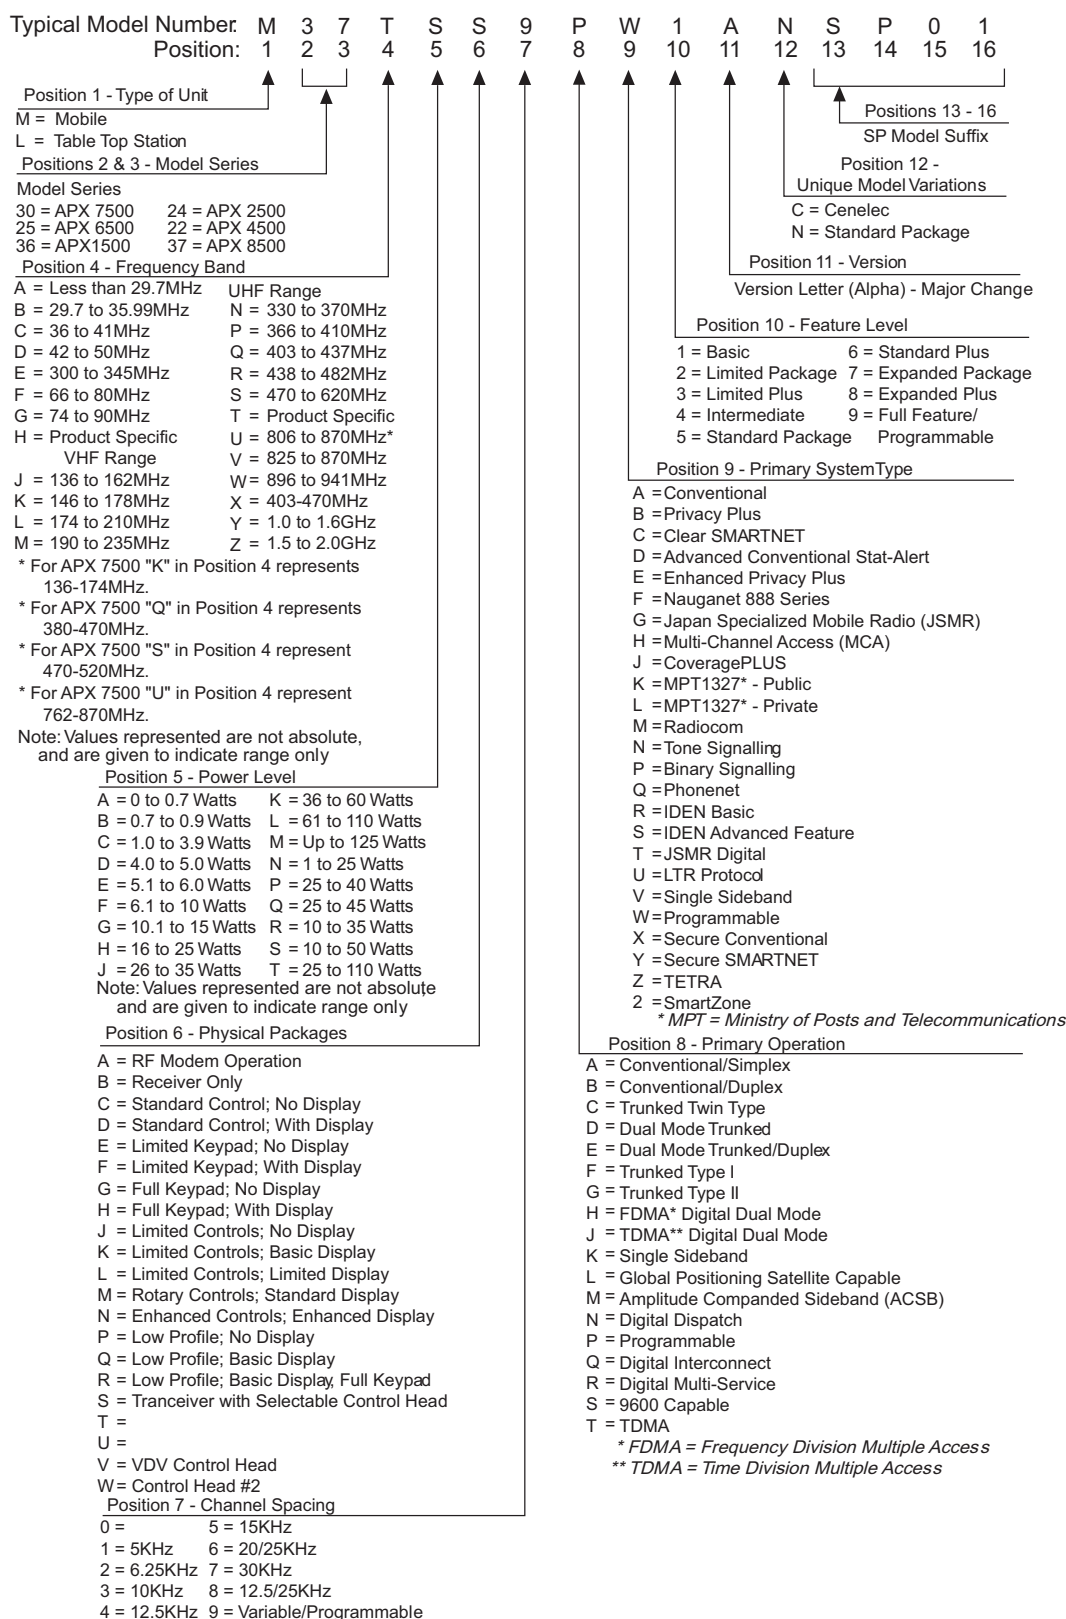 Typical Model Number: M 3 7 T S S 9 P W 1 A N S P 0 1
Position: 1 2 3 4 5 6 7 8 9 10 11 12 13 14 15 16
Position 1 - Type of Unit
M = Mobile
L = Table Top Station
Positions 2 & 3 - Model Series
Model Series
30 = APX 7500 24 = APX 2500
25 = APX 6500 22 = APX 4500
36 = APX1500 37 = APX 8500
Position 4 - Frequency Band
A = Less than 29.7MHz
B = 29.7 to 35.99MHz
C = 36 to 41MHz
D = 42 to 50MHz
E = 300 to 345MHz
F = 66 to 80MHz
G = 74 to 90MHz
H = Product Specific
VHF Range
J = 136 to 162MHz
K = 146 to 178MHz
L = 174 to 210MHz
M = 190 to 235MHz
UHF Range
N = 330 to 370MHz
P = 366 to 410MHz
Q = 403 to 437MHz
R = 438 to 482MHz
S = 470 to 620MHz
T = Product Specific
U = 806 to 870MHz*
V = 825 to 870MHz
W = 896 to 941MHz
X = 403-470MHz
Y = 1.0 to 1.6GHz
Z = 1.5 to 2.0GHz
* For APX 7500 "K" in Position 4 represents
136-174MHz.
* For APX 7500 "Q" in Position 4 represents
380-470MHz.
* For APX 7500 "S" in Position 4 represent
470-520MHz.
* For APX 7500 "U" in Position 4 represent
762-870MHz.
Note: Values represented are not absolute,
and are given to indicate range only
Position 5 - Power Level
A = 0 to 0.7 Watts K = 36 to 60 Watts
B = 0.7 to 0.9 Watts L = 61 to 110 Watts
C = 1.0 to 3.9 Watts M = Up to 125 Watts
D = 4.0 to 5.0 Watts N = 1 to 25 Watts
E = 5.1 to 6.0 Watts P = 25 to 40 Watts
F = 6.1 to 10 Watts Q = 25 to 45 Watts
G = 10.1 to 15 Watts R = 10 to 35 Watts
H = 16 to 25 Watts S = 10 to 50 Watts
J = 26 to 35 Watts T = 25 to 110 Watts
Note: Values represented are not absolute,
and are given to indicate range only
Position 6 - Physical Packages
A = RF Modem Operation
B = Receiver Only
C = Standard Control; No Display
D = Standard Control; With Display
E = Limited Keypad; No Display
F = Limited Keypad; With Display
G = Full Keypad; No Display
H = Full Keypad; With Display
J = Limited Controls; No Display
K = Limited Controls; Basic Display
L = Limited Controls; Limited Display
M = Rotary Controls; Standard Display
N = Enhanced Controls; Enhanced Display
P = Low Profile; No Display
Q = Low Profile; Basic Display
R = Low Profile; Basic Display, Full Keypad
S = Tranceiver with Selectable Control Head
T =
U =
V = VDV Control Head
W = Control Head #2
Position 7 - Channel Spacing
0 = 5 = 15KHz
1 = 5KHz 6 = 20/25KHz
2 = 6.25KHz 7 = 30KHz
3 = 10KHz 8 = 12.5/25KHz
4 = 12.5KHz 9 = Variable/Programmable
Positions 13 - 16
SP Model Suffix
Position 12 -
Unique Model Variations
C = Cenelec
N = Standard Package
Position 11 - Version
Version Letter (Alpha) - Major Change
Position 10 - Feature Level
1 = Basic 6 = Standard Plus
2 = Limited Package 7 = Expanded Package
3 = Limited Plus 8 = Expanded Plus
4 = Intermediate 9 = Full Feature/
5 = Standard Package Programmable
Position 9 - Primary SystemType
A = Conventional
B = Privacy Plus
C = Clear SMARTNET
D = Advanced Conventional Stat-Alert
E = Enhanced Privacy Plus
F = Nauganet 888 Series
G = Japan Specialized Mobile Radio (JSMR)
H = Multi-Channel Access (MCA)
J = CoveragePLUS
K = MPT1327* - Public
L = MPT1327* - Private
M = Radiocom
N = Tone Signalling
P = Binary Signalling
Q = Phonenet
R = IDEN Basic
S = IDEN Advanced Feature
T = JSMR Digital
U = LTR Protocol
V = Single Sideband
W = Programmable
X = Secure Conventional
Y = Secure SMARTNET
Z = TETRA
2 = SmartZone
* MPT = Ministry of Posts and Telecommunications
Position 8 - Primary Operation
A = Conventional/Simplex
B = Conventional/Duplex
C = Trunked Twin Type
D = Dual Mode Trunked
E = Dual Mode Trunked/Duplex
F = Trunked Type I
G = Trunked Type II
H = FDMA* Digital Dual Mode
J = TDMA** Digital Dual Mode
K = Single Sideband
L = Global Positioning Satellite Capable
M = Amplitude Companded Sideband (ACSB)
N = Digital Dispatch
P = Programmable
Q = Digital Interconnect
R = Digital Multi-Service
S = 9600 Capable
T = TDMA
* FDMA = Frequency Division Multiple Access
** TDMA = Time Division Multiple Access